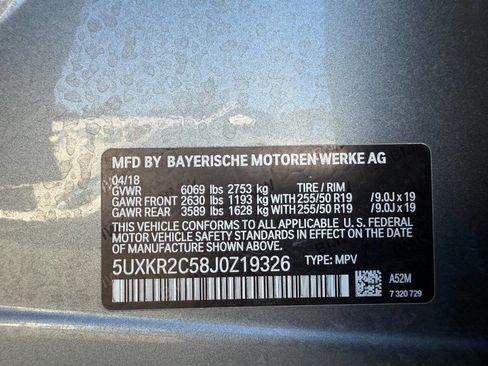 MFD BY BAYERISCHE MOTOREN WERKE AG
04/18
GVWR 6069 lbs 2753 kg TIRE / RIM
GAWR FRONT 2630 lbs 1193 kg WITH 255/50 R19 /9.0J x 19
GAWR REAR 3589 lbs 1628 kg WITH 255/50 R19 /9.0J x 19
THIS VEHICLE CONFORMS TO ALL APPLICABLE U. S. FEDERAL
MOTOR VEHICLE SAFETY STANDARDS IN EFFECT ON THE
DATE OF MANUFACTURE SHOWN ABOVE.
5UXKR2C58J0Z19326 TYPE: MPV
A52M
7 320 729